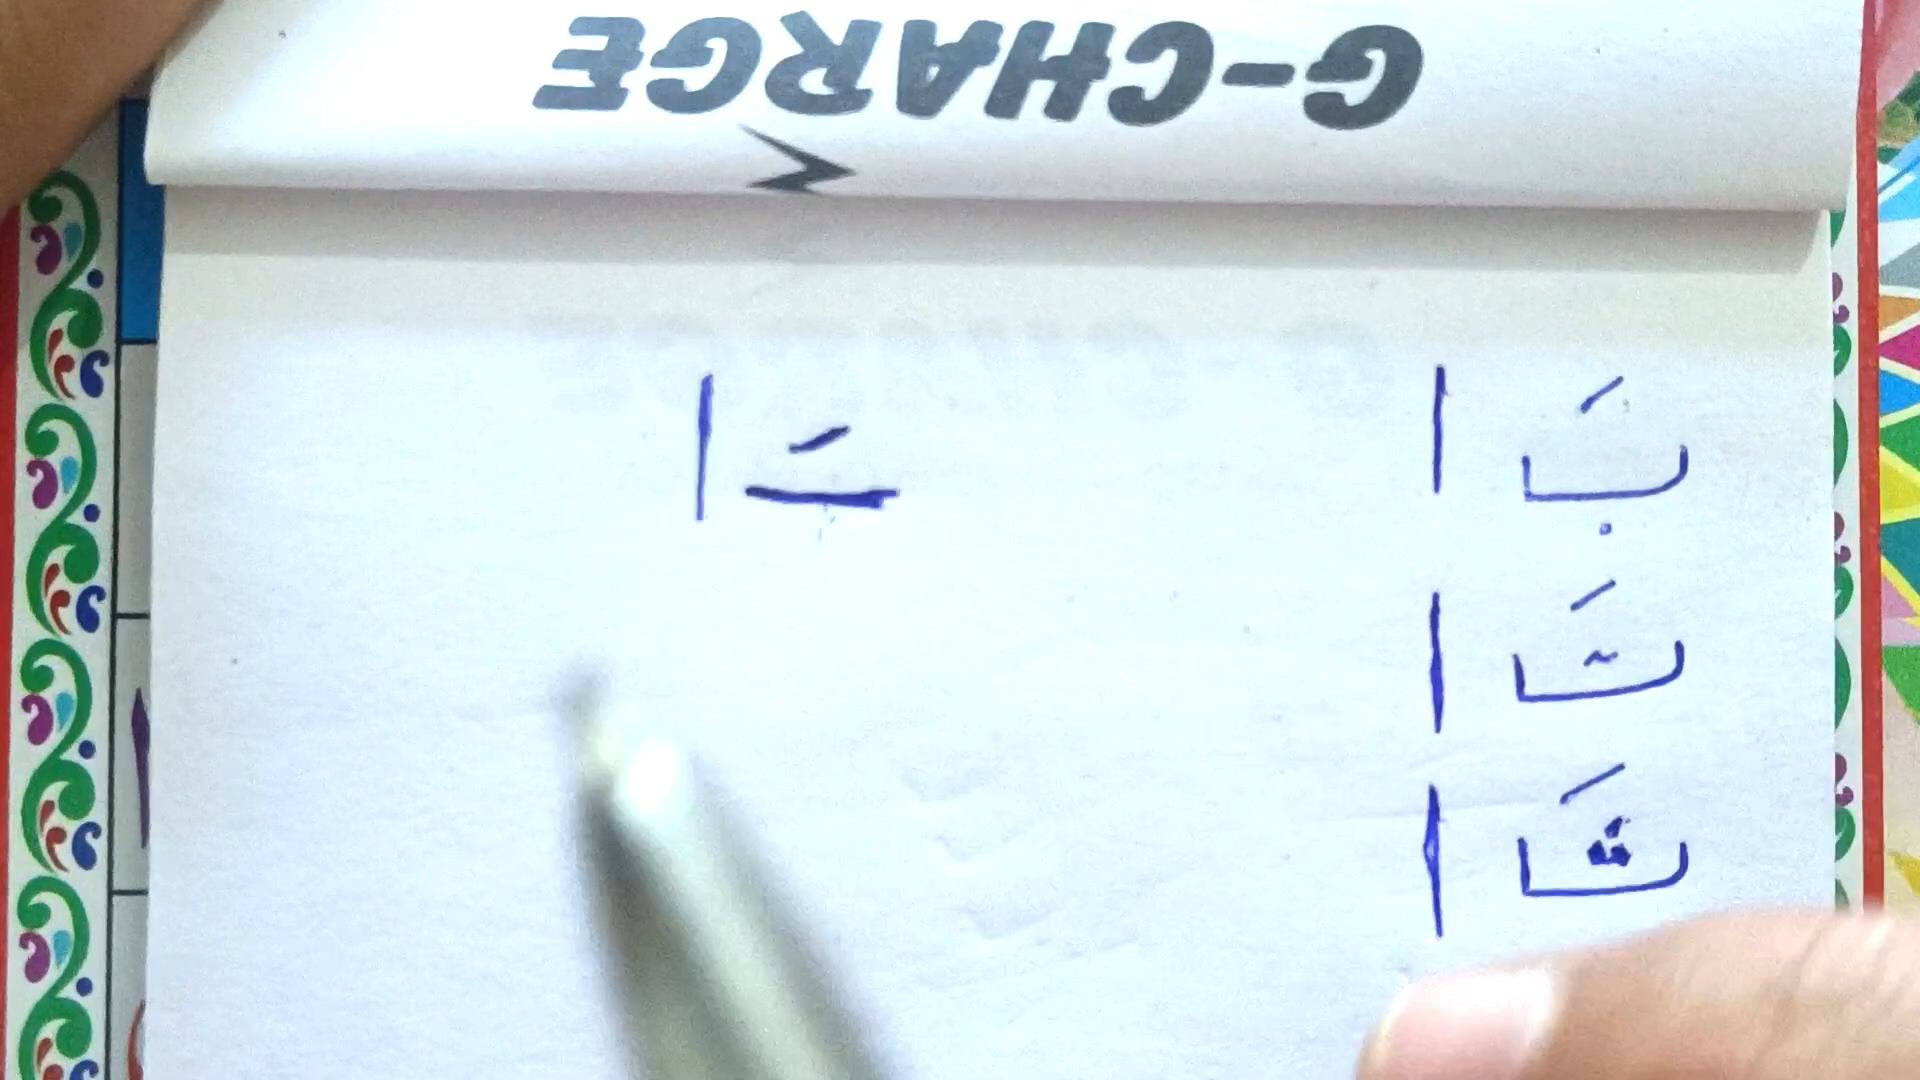 G-CHARGE
بَ ا
تَ ا
ثَ ا
ـَ ا